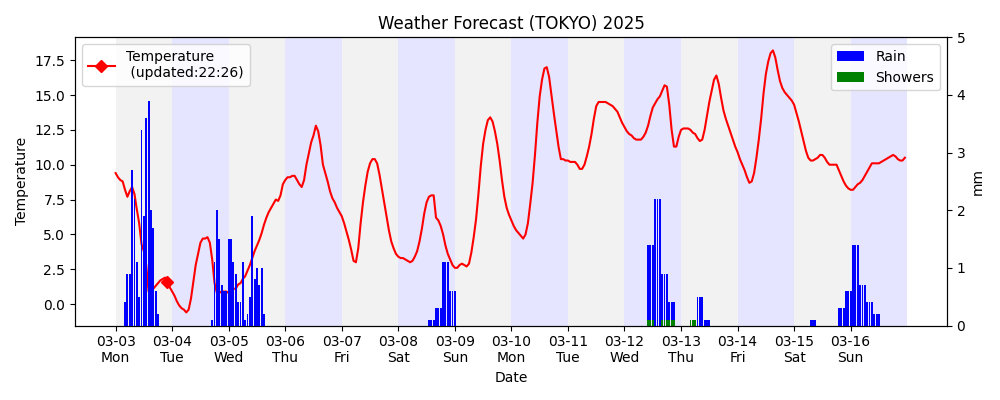 Weather Forecast (TOKYO) 2025
Temperature
(updated:22:26)
Rain
Showers
Temperature
17.5
15.0
12.5
10.0
7.5
5.0
2.5
0.0
5
4
3
2
1
0
mm
03-03 03-04 03-05 03-06 03-07 03-08 03-09 03-10 03-11 03-12 03-13 03-14 03-15 03-16
Mon Tue Wed Thu Fri Sat Sun Mon Tue Wed Thu Fri Sat Sun
Date